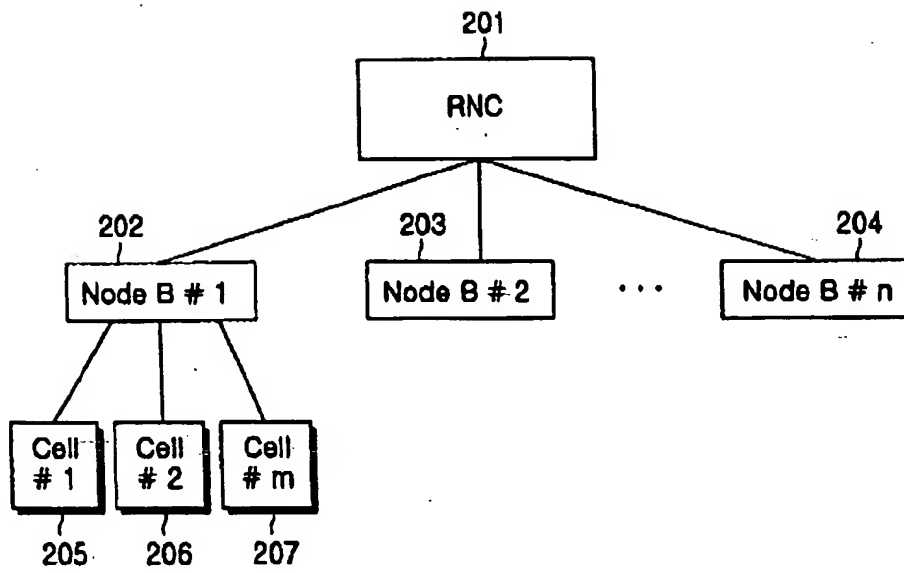 201
RNC
202
203
204
Node B # 1
Node B # 2
...
Node B # n
Cell
# 1
Cell
# 2
Cell
# m
205
206
207